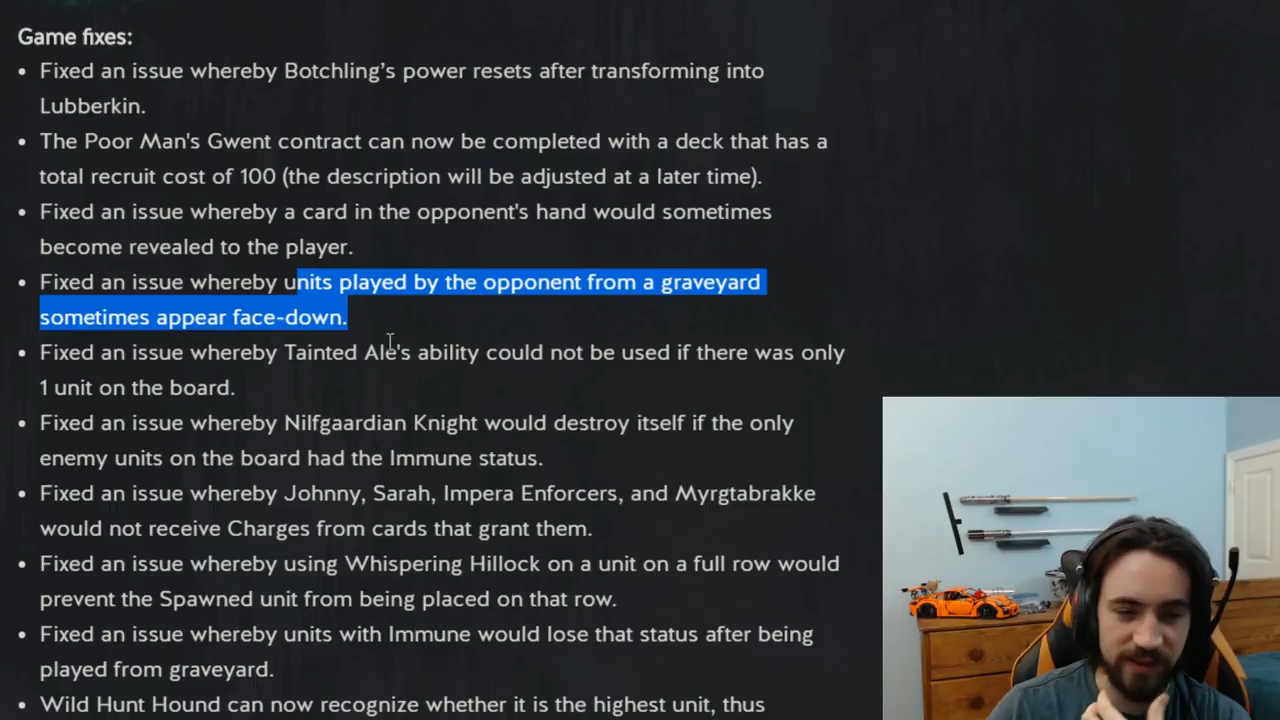 Game fixes:
• Fixed an issue whereby Botchling's power resets after transforming into
Lubberkin.
• The Poor Man's Gwent contract can now be completed with a deck that has a
total recruit cost of 100 (the description will be adjusted at a later time).
• Fixed an issue whereby a card in the opponent's hand would sometimes
become revealed to the player.
• Fixed an issue whereby units played by the opponent from a graveyard
sometimes appear face-down.
• Fixed an issue whereby Tainted Ale's ability could not be used if there was only
1 unit on the board.
• Fixed an issue whereby Nilfgaardian Knight would destroy itself if the only
enemy units on the board had the Immune status.
• Fixed an issue whereby Johnny, Sarah, Impera Enforcers, and Myrgtabrakke
would not receive Charges from cards that grant them.
• Fixed an issue whereby using Whispering Hillock on a unit on a full row would
prevent the Spawned unit from being placed on that row.
• Fixed an issue whereby units with Immune would lose that status after being
played from graveyard.
• Wild Hunt Hound can now recognize whether it is the highest unit, thus